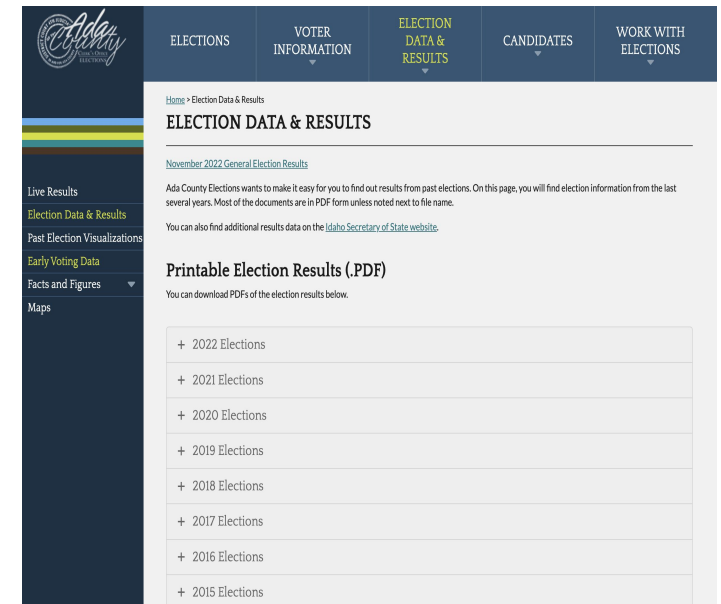 Ada
County
CLERK'S OFFICE
ELECTIONS
ELECTIONS
VOTER
INFORMATION
ELECTION
DATA &
RESULTS
CANDIDATES
WORK WITH
ELECTIONS
Live Results
Election Data & Results
Past Election Visualizations
Early Voting Data
Facts and Figures
Maps
Home > Election Data & Results
ELECTION DATA & RESULTS
November 2022 General Election Results
Ada County Elections wants to make it easy for you to find out results from past elections. On this page, you will find election information from the last
several years. Most of the documents are in PDF form unless noted next to file name.
You can also find additional results data on the Idaho Secretary of State website.
Printable Election Results (.PDF)
You can download PDFs of the election results below.
+ 2022 Elections
+ 2021 Elections
+ 2020 Elections
+ 2019 Elections
+ 2018 Elections
+ 2017 Elections
+ 2016 Elections
+ 2015 Elections